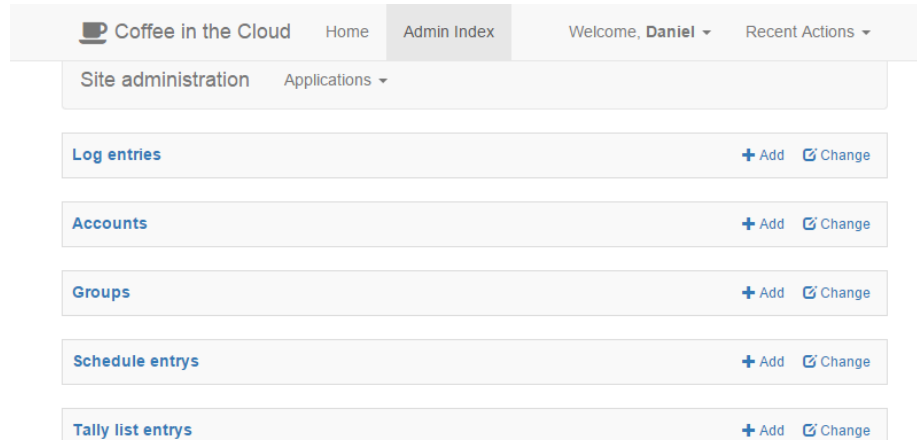 Coffee in the Cloud Home Admin Index Welcome, Daniel Recent Actions
Site administration Applications
Log entries Add Change
Accounts Add Change
Groups Add Change
Schedule entrys Add Change
Tally list entrys Add Change